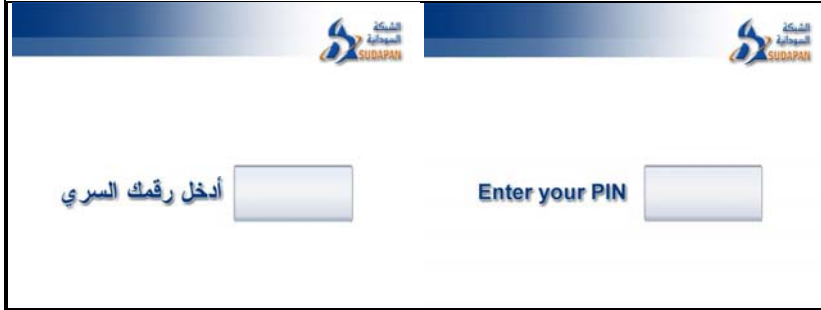 الشبكة
السودانية
SUDAPAN
أدخل رقمك السري
الشبكة
السودانية
SUDAPAN
Enter your PIN